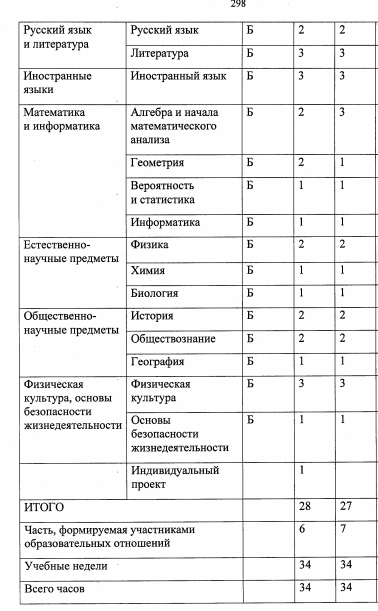 298
Русский язык Русский язык Б 2 2
и литература
Литература Б 3 3
Иностранные Иностранный язык Б 3 3
языки
Математика Алгебра и начала Б 2 3
и информатика математического
анализа
Геометрия Б 2 1
Вероятность Б 1 1
и статистика
Информатика Б 1 1
Естественно- Физика Б 2 2
научные предметы
Химия Б 1 1
Биология Б 1 1
Общественно- История Б 2 2
научные предметы
Обществознание Б 2 2
География Б 1 1
Физическая Физическая Б 3 3
культура, основы культура
безопасности
жизнедеятельности Основы Б 1 1
безопасности
жизнедеятельности
Индивидуальный 1
проект
ИТОГО 28 27
Часть, формируемая участниками 6 7
образовательных отношений
Учебные недели 34 34
Всего часов 34 34